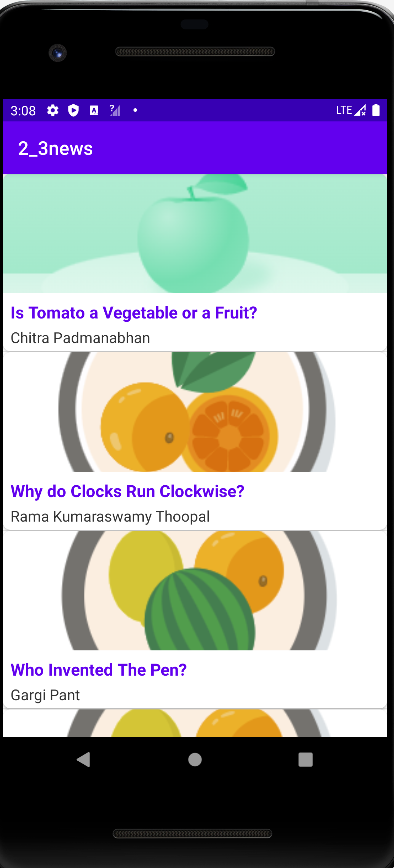 3:08 LTE
2_3news
Is Tomato a Vegetable or a Fruit?
Chitra Padmanabhan
Why do Clocks Run Clockwise?
Rama Kumaraswamy Thoopal
Who Invented The Pen?
Gargi Pant